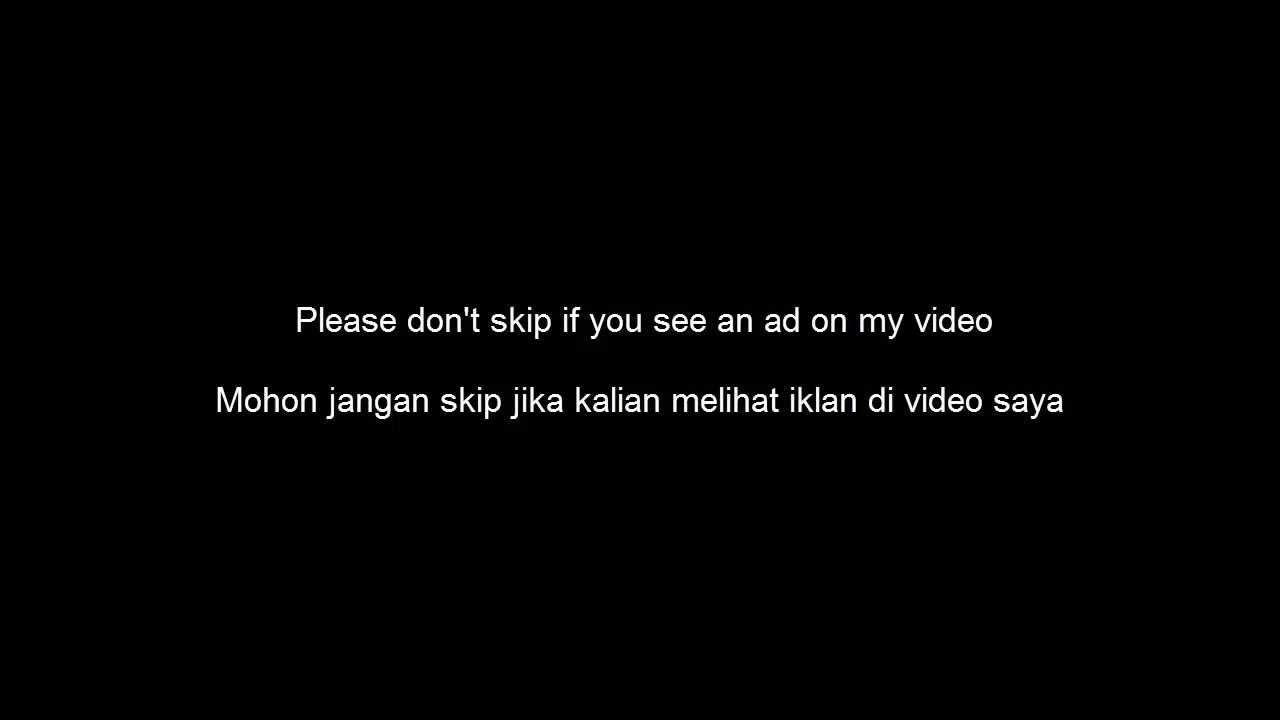 Please don't skip if you see an ad on my video
Mohon jangan skip jika kalian melihat iklan di video saya